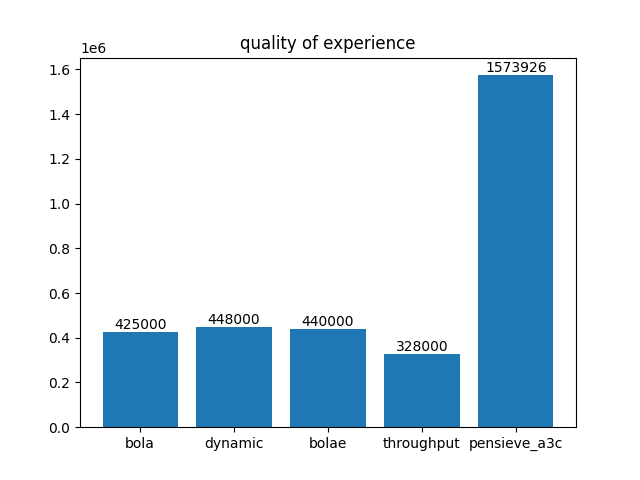 quality of experience
1e6
1.6
1.4
1.2
1.0
0.8
0.6
0.4
0.2
0.0
425000
448000
440000
328000
1573926
bola
dynamic
bolae
throughput
pensieve_a3c